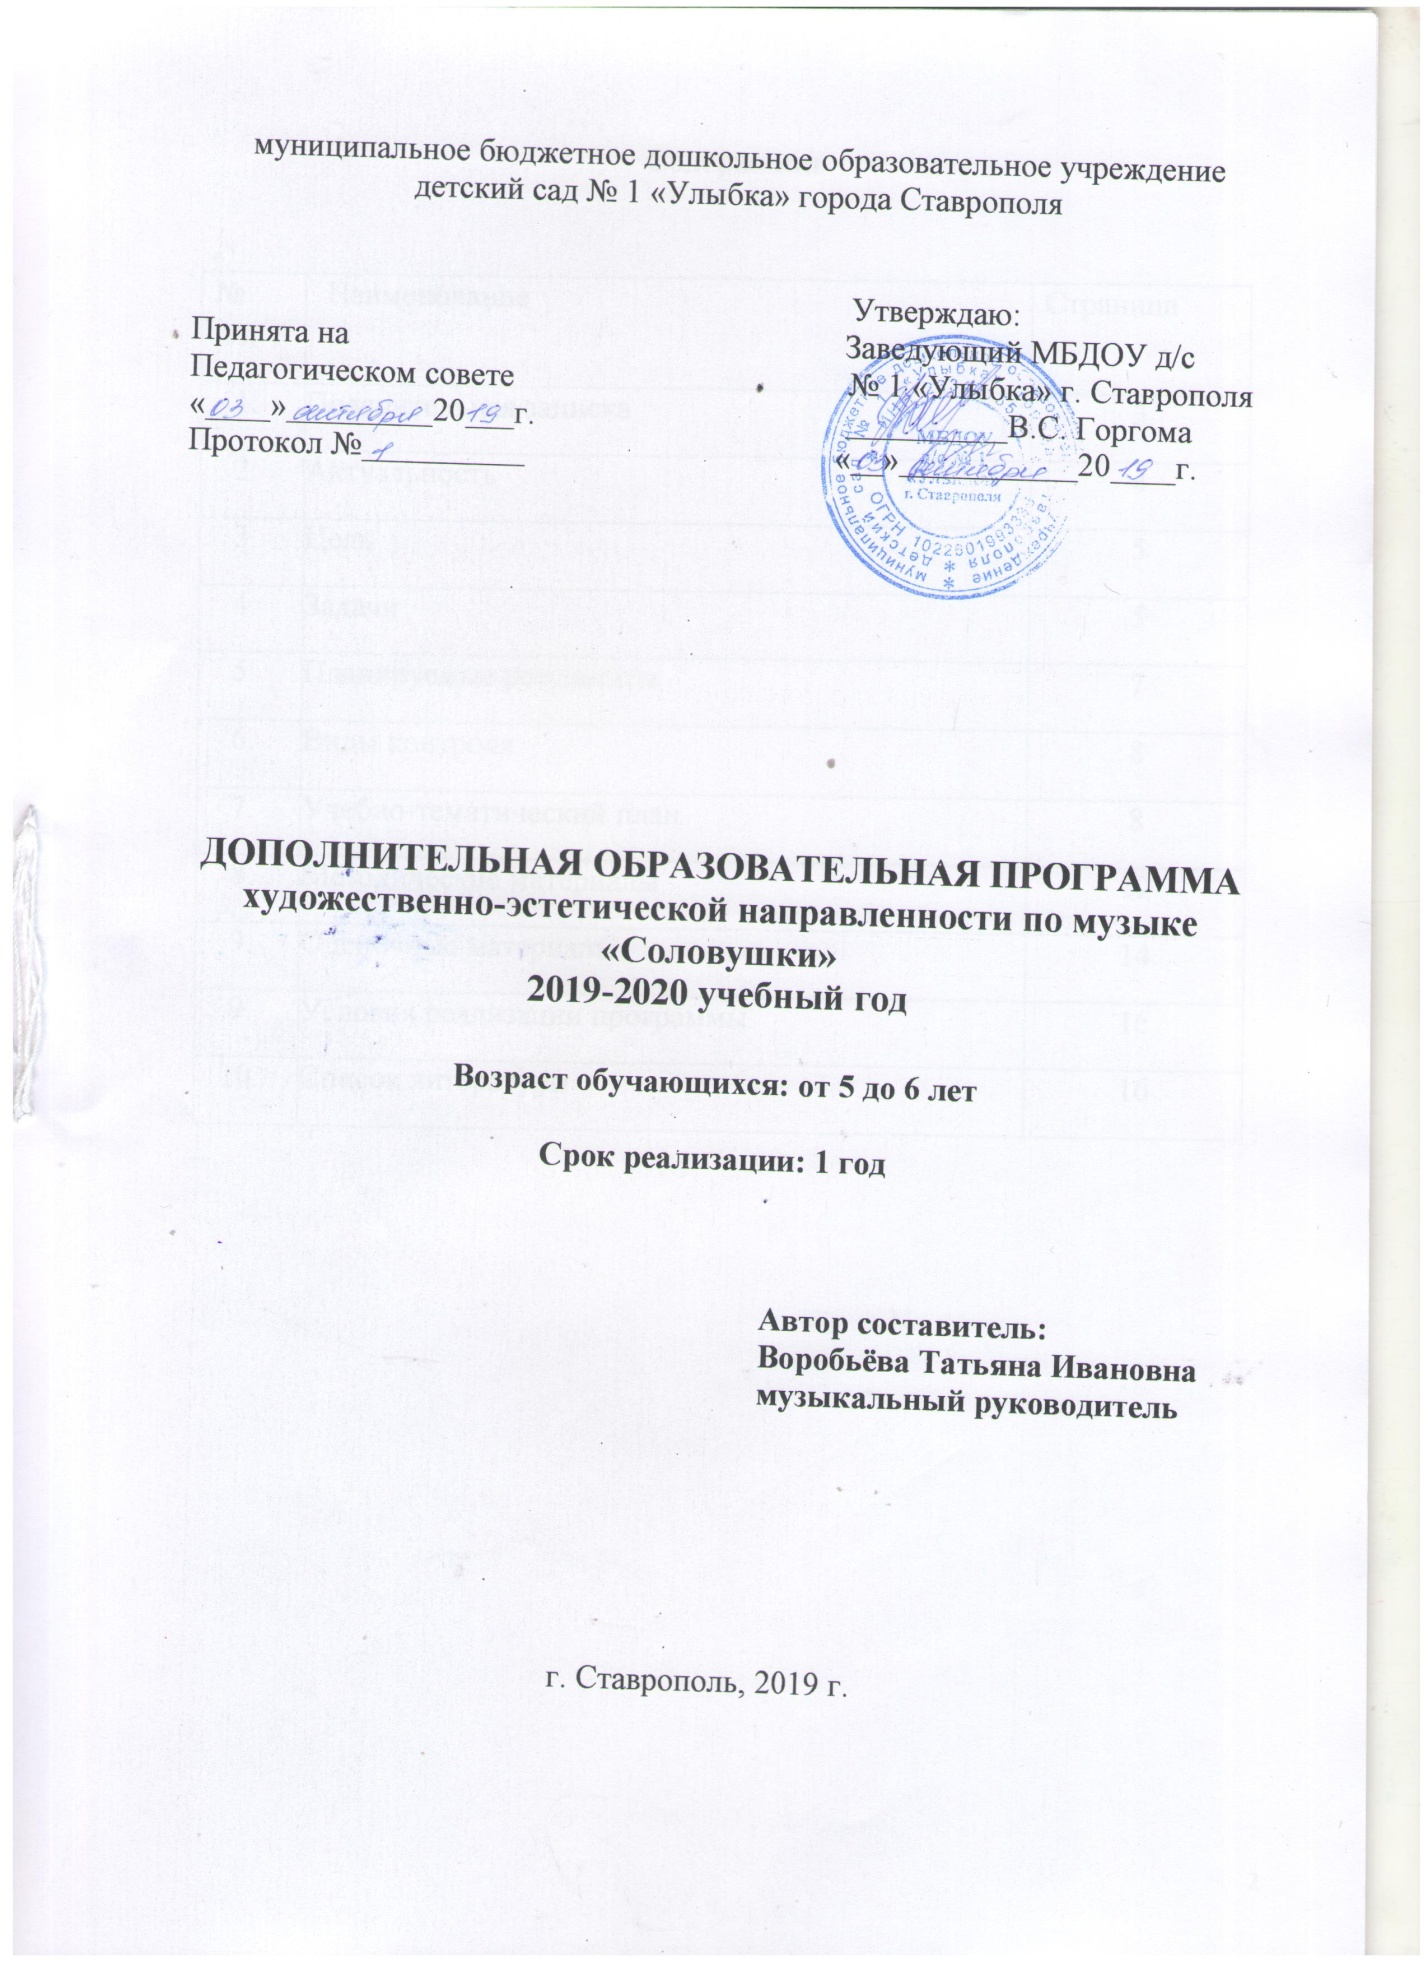 муниципальное бюджетное дошкольное образовательное учреждение
детский сад № 1 «Улыбка» города Ставрополя
Принята на
Педагогическом совете
«03» сентября 2019г.
Протокол № 1
Утверждаю:
Заведующий МБДОУ д/с
№ 1 «Улыбка» г. Ставрополя
В.С. Горгома
«03» сентября 2019 г.
г. Ставрополя
ДОПОЛНИТЕЛЬНАЯ ОБРАЗОВАТЕЛЬНАЯ ПРОГРАММА
художественно-эстетической направленности по музыке
«Соловушки»
2019-2020 учебный год
Возраст обучающихся: от 5 до 6 лет
Срок реализации: 1 год
Автор составитель:
Воробьёва Татьяна Ивановна
музыкальный руководитель
г. Ставрополь, 2019 г.